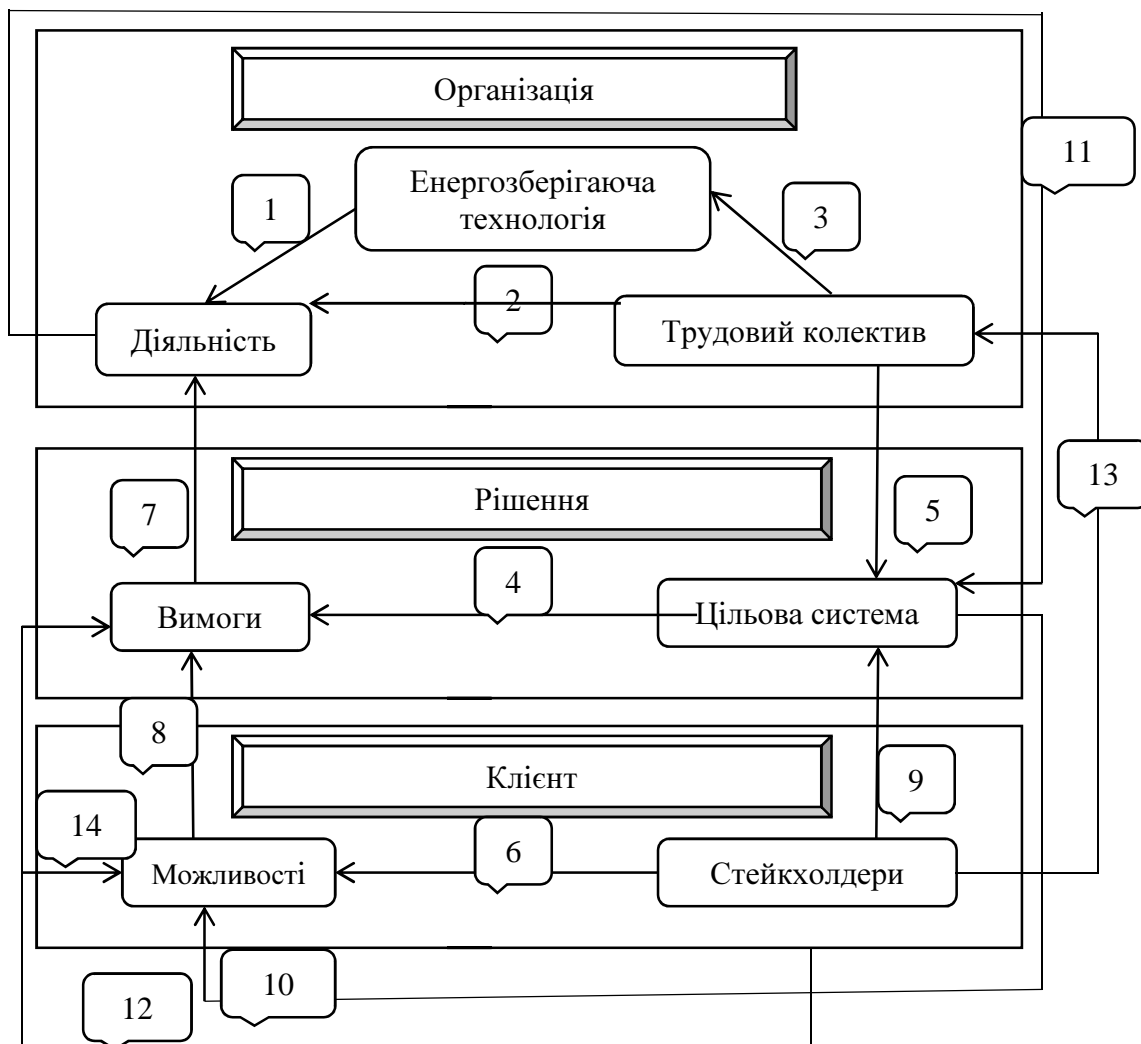 Організація
11
Енергозберігаюча
технологія
1
3
2
Діяльність
Трудовий колектив
13
Рішення
7
5
4
Вимоги
Цільова система
8
Клієнт
9
14
6
Можливості
Стейкхолдери
10
12